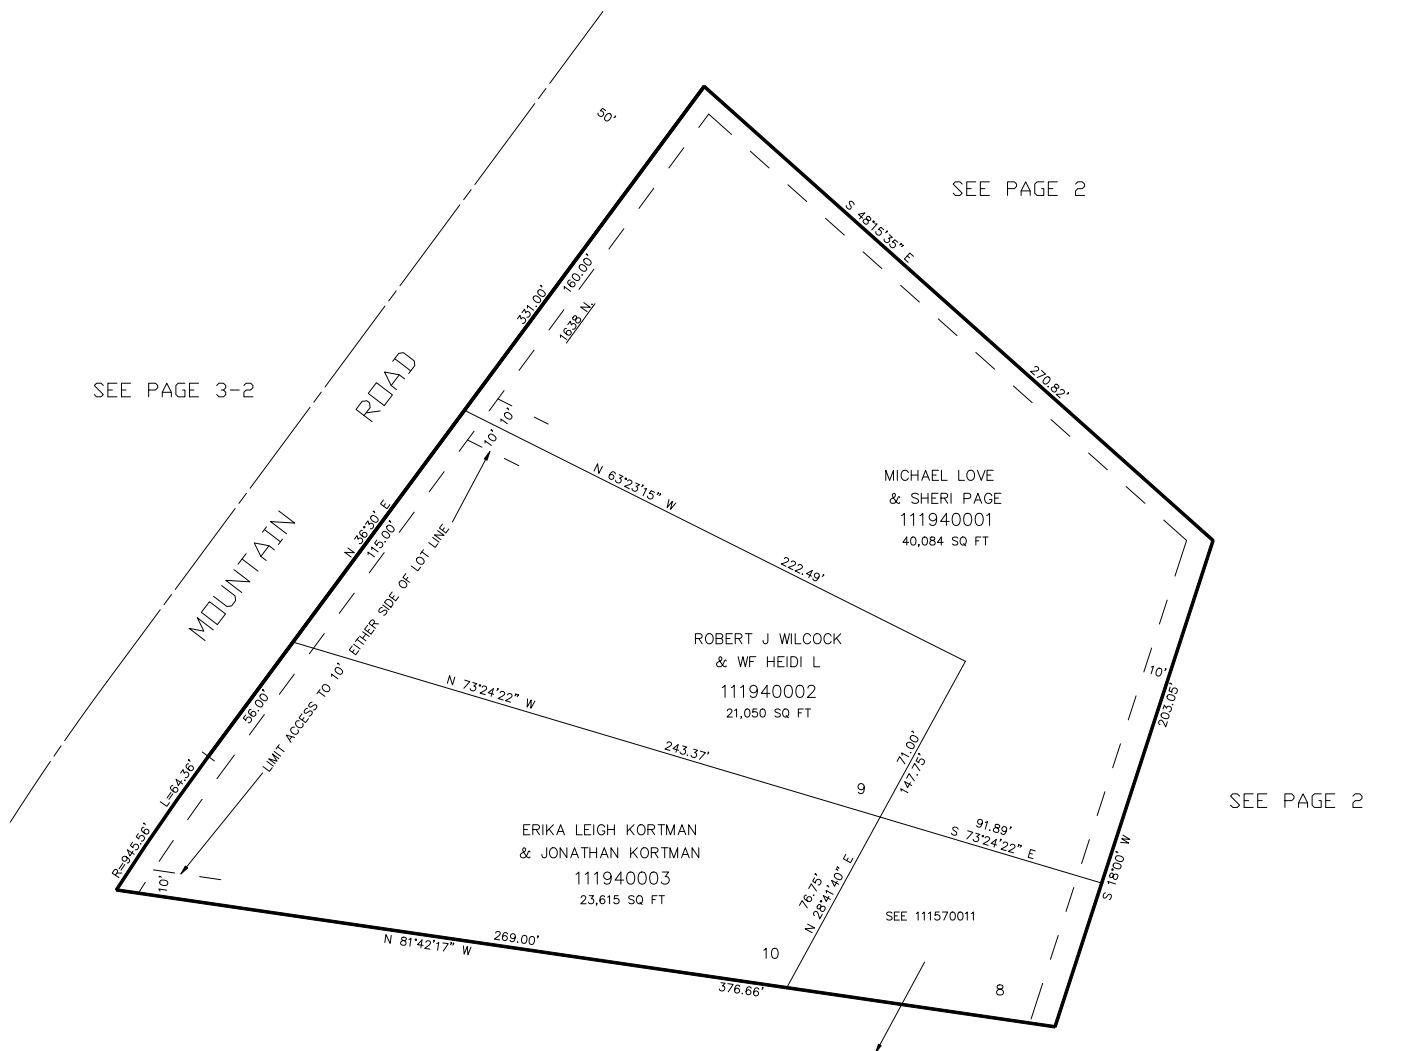 50'
SEE PAGE 2
S 48°15'35" E
160.00'
331.00'
1638 N.
ROAD
SEE PAGE 3-2
270.82'
10'
10'
N 63°23'15" W
MICHAEL LOVE
& SHERI PAGE
111940001
40,084 SQ FT
N 36°30' E
115.00'
MOUNTAIN
222.49'
LIMIT ACCESS TO 10' EITHER SIDE OF LOT LINE
ROBERT J WILCOCK
& WF HEIDI L
111940002
21,050 SQ FT
10'
203.05'
N 73°24'22" W
56.00'
243.37'
71.00'
147.75'
L=64.36'
9
SEE PAGE 2
R=945.56'
ERIKA LEIGH KORTMAN
& JONATHAN KORTMAN
111940003
23,615 SQ FT
91.89'
S 73°24'22" E
S 18°00' W
10'
76.75'
N 28°41'40" E
SEE 111570011
269.00'
N 81°42'17" W
10
376.66'
8